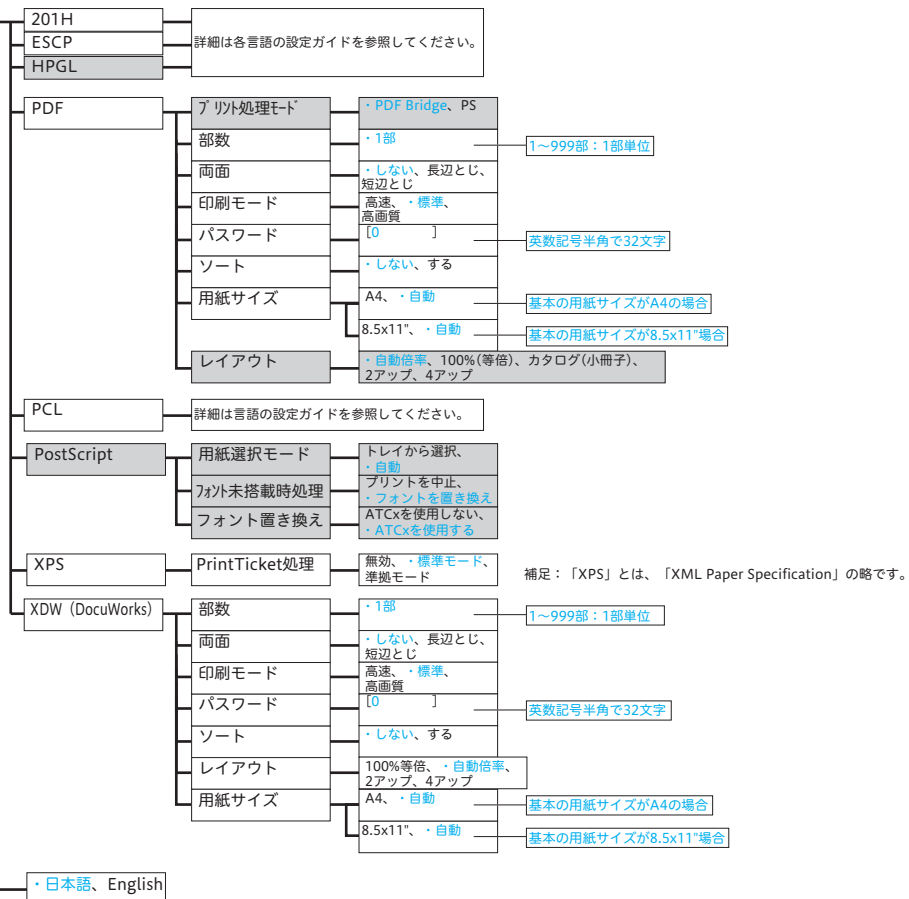 201H
ESCP
HPGL
詳細は各言語の設定ガイドを参照してください。
PDF
プリント処理モード
・PDF Bridge、PS
部数
・1部
1～999部：1部単位
両面
・しない、長辺とじ、
短辺とじ
印刷モード
高速、・標準、
高画質
パスワード
[0 ]
英数記号半角で32文字
ソート
・しない、する
用紙サイズ
A4、・自動
基本の用紙サイズがA4の場合
8.5x11"、・自動
基本の用紙サイズが8.5x11"場合
レイアウト
・自動倍率、100%(等倍)、カタログ(小冊子)、
2アップ、4アップ
PCL
詳細は言語の設定ガイドを参照してください。
PostScript
用紙選択モード
トレイから選択、
・自動
フォント未搭載時処理
プリントを中止、
・フォントを置き換え
フォント置き換え
ATCxを使用しない、
・ATCxを使用する
XPS
PrintTicket処理
無効、・標準モード、
準拠モード
補足：「XPS」とは、「XML Paper Specification」の略です。
XDW（DocuWorks）
部数
・1部
1～999部：1部単位
両面
・しない、長辺とじ、
短辺とじ
印刷モード
高速、・標準、
高画質
パスワード
[0 ]
英数記号半角で32文字
ソート
・しない、する
レイアウト
100%等倍、・自動倍率、
2アップ、4アップ
用紙サイズ
A4、・自動
基本の用紙サイズがA4の場合
8.5x11"、・自動
基本の用紙サイズが8.5x11"場合
・日本語、English